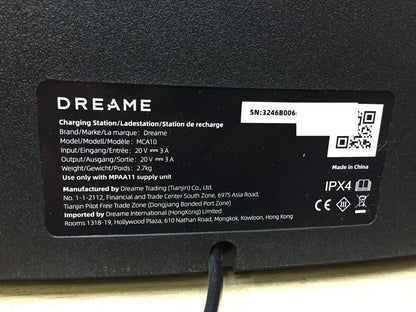 DREAME
SN:3246B006
Charging Station/Ladestation/Station de recharge
Brand/Marke/La marque: Dreame
Model/Modell/Modèle: MCA10
Input/Eingang/Entrée: 20 V⎓3 A
Output/Ausgang/Sortie: 20 V⎓3 A
Weight/Gewicht/Poids: 2.7kg
Use only with MPAA11 supply unit
Made in China
Manufactured by Dreame Trading (Tianjin) Co., Ltd.
No. 1-1-2112, Financial and Trade Center South Zone, 6975 Asia Road,
Tianjin Pilot Free Trade Zone (Dongjiang Bonded Port Zone)
Imported by Dreame International (Hongkong) Limited
Rooms 1318-19, Hollywood Plaza, 610 Nathan Road, Mongkok, Kowloon, Hong Kong
IPX4
CE
III